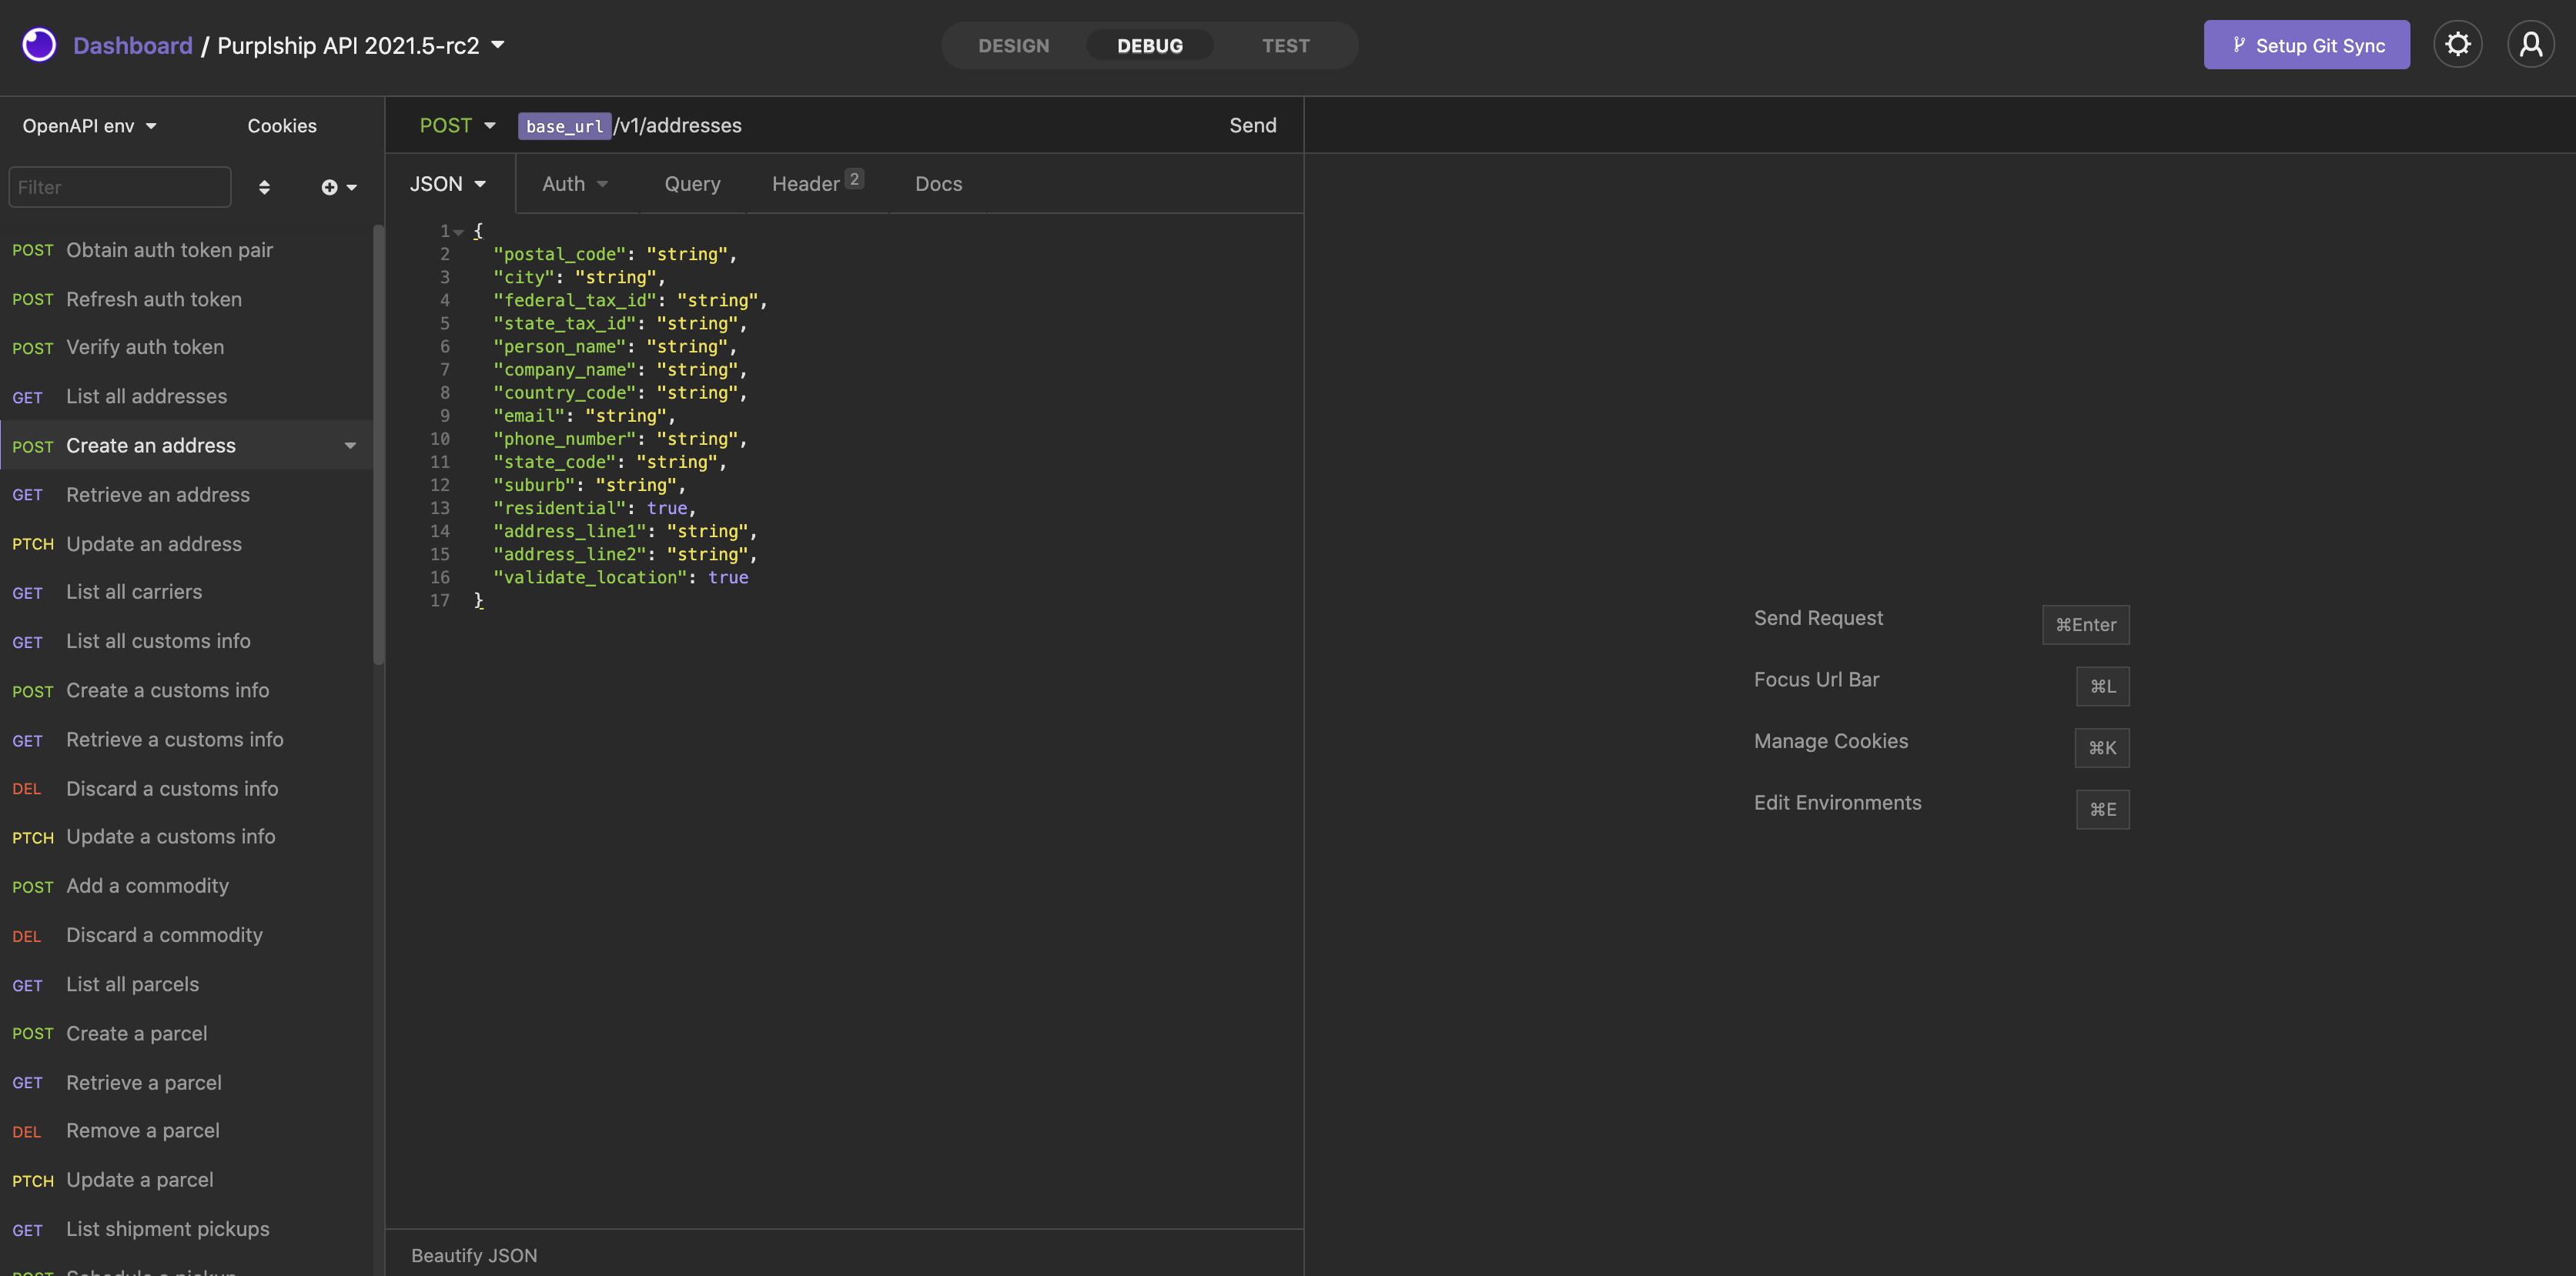 Dashboard / Purplship API 2021.5-rc2
DESIGN DEBUG TEST
Setup Git Sync
OpenAPI env Cookies
Filter
POST Obtain auth token pair
POST Refresh auth token
POST Verify auth token
GET List all addresses
POST Create an address
GET Retrieve an address
PTCH Update an address
GET List all carriers
GET List all customs info
POST Create a customs info
GET Retrieve a customs info
DEL Discard a customs info
PTCH Update a customs info
POST Add a commodity
DEL Discard a commodity
GET List all parcels
POST Create a parcel
GET Retrieve a parcel
DEL Remove a parcel
PTCH Update a parcel
GET List shipment pickups
POST Schedule a pickup
POST base_url/v1/addresses Send
JSON Auth Query Header 2 Docs
1 {
2 "postal_code": "string",
3 "city": "string",
4 "federal_tax_id": "string",
5 "state_tax_id": "string",
6 "person_name": "string",
7 "company_name": "string",
8 "country_code": "string",
9 "email": "string",
10 "phone_number": "string",
11 "state_code": "string",
12 "suburb": "string",
13 "residential": true,
14 "address_line1": "string",
15 "address_line2": "string",
16 "validate_location": true
17 }
Beautify JSON
Send Request ⌘Enter
Focus Url Bar ⌘L
Manage Cookies ⌘K
Edit Environments ⌘E